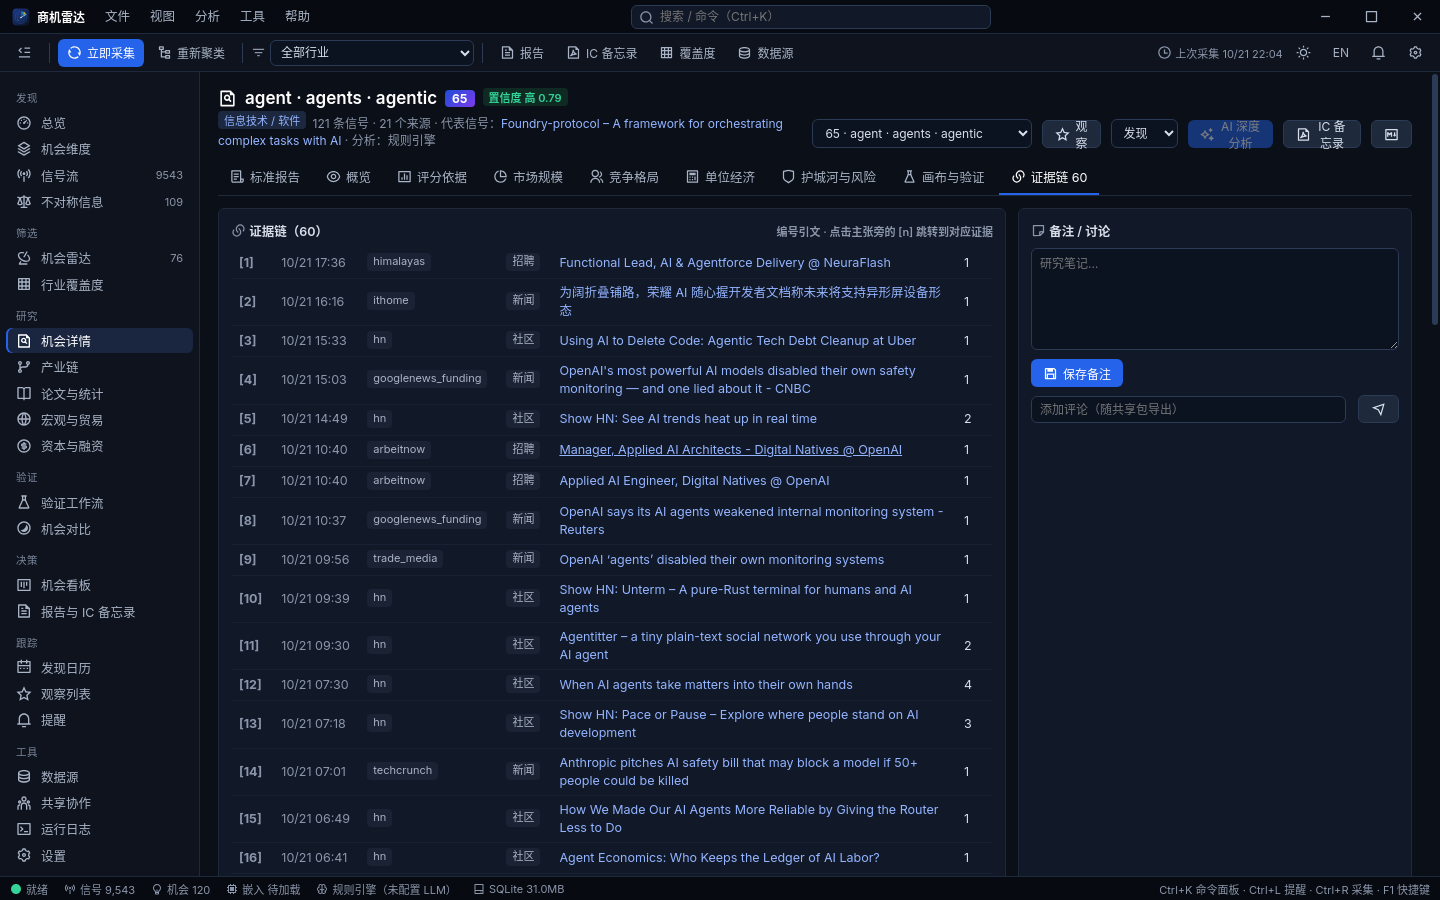 商机雷达 文件 视图 分析 工具 帮助 搜索 / 命令（Ctrl+K）
立即采集 重新聚类 全部行业 报告 IC 备忘录 覆盖度 数据源 上次采集 10/21 22:04 EN
发现
总览
机会维度
信号流 9543
不对称信息 109
筛选
机会雷达 76
行业覆盖度
研究
机会详情
产业链
论文与统计
宏观与贸易
资本与融资
验证
验证工作流
机会对比
决策
机会看板
报告与 IC 备忘录
跟踪
发现日历
观察列表
提醒
工具
数据源
共享协作
运行日志
设置
agent · agents · agentic 65 置信度 高 0.79
信息技术 / 软件 121 条信号 · 21 个来源 · 代表信号：Foundry-protocol – A framework for orchestrating
complex tasks with AI · 分析：规则引擎
65 · agent · agents · agentic
观
察
发现
AI 深度
分析
IC 备
忘录
标准报告 概览 评分依据 市场规模 竞争格局 单位经济 护城河与风险 画布与验证 证据链 60
证据链（60） 编号引文 · 点击主张旁的 [n] 跳转到对应证据
[1] 10/21 17:36 himalayas 招聘 Functional Lead, AI & Agentforce Delivery @ NeuraFlash 1
[2] 10/21 16:16 ithome 新闻 为阔折叠铺路，荣耀 AI 随心握开发者文档称未来将支持异形屏设备形
态 1
[3] 10/21 15:33 hn 社区 Using AI to Delete Code: Agentic Tech Debt Cleanup at Uber 1
[4] 10/21 15:03 googlenews_funding 新闻 OpenAI's most powerful AI models disabled their own safety
monitoring — and one lied about it - CNBC 1
[5] 10/21 14:49 hn 社区 Show HN: See AI trends heat up in real time 2
[6] 10/21 10:40 arbeitnow 招聘 Manager, Applied AI Architects - Digital Natives @ OpenAI 1
[7] 10/21 10:40 arbeitnow 招聘 Applied AI Engineer, Digital Natives @ OpenAI 1
[8] 10/21 10:37 googlenews_funding 新闻 OpenAI says its AI agents weakened internal monitoring system -
Reuters 1
[9] 10/21 09:56 trade_media 新闻 OpenAI ‘agents’ disabled their own monitoring systems 1
[10] 10/21 09:39 hn 社区 Show HN: Unterm – A pure-Rust terminal for humans and AI
agents 1
[11] 10/21 09:30 hn 社区 Agentitter – a tiny plain-text social network you use through your
AI agent 2
[12] 10/21 07:30 hn 社区 When AI agents take matters into their own hands 4
[13] 10/21 07:18 hn 社区 Show HN: Pace or Pause – Explore where people stand on AI
development 3
[14] 10/21 07:01 techcrunch 新闻 Anthropic pitches AI safety bill that may block a model if 50+
people could be killed 1
[15] 10/21 06:49 hn 社区 How We Made Our AI Agents More Reliable by Giving the Router
Less to Do 1
[16] 10/21 06:41 hn 社区 Agent Economics: Who Keeps the Ledger of AI Labor? 1
备注 / 讨论
研究笔记...
保存备注
添加评论（随共享包导出）
就绪 信号 9,543 机会 120 嵌入 待加载 规则引擎（未配置 LLM） SQLite 31.0MB Ctrl+K 命令面板 · Ctrl+L 提醒 · Ctrl+R 采集 · F1 快捷键